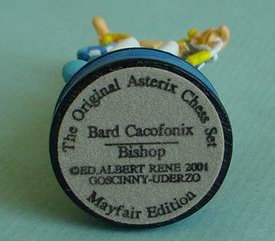 The Original Asterix Chess Set
Bard Cacofonix
Bishop
©ED.ALBERT RENE 2001
GOSCINNY-UDERZO
Mayfair Edition